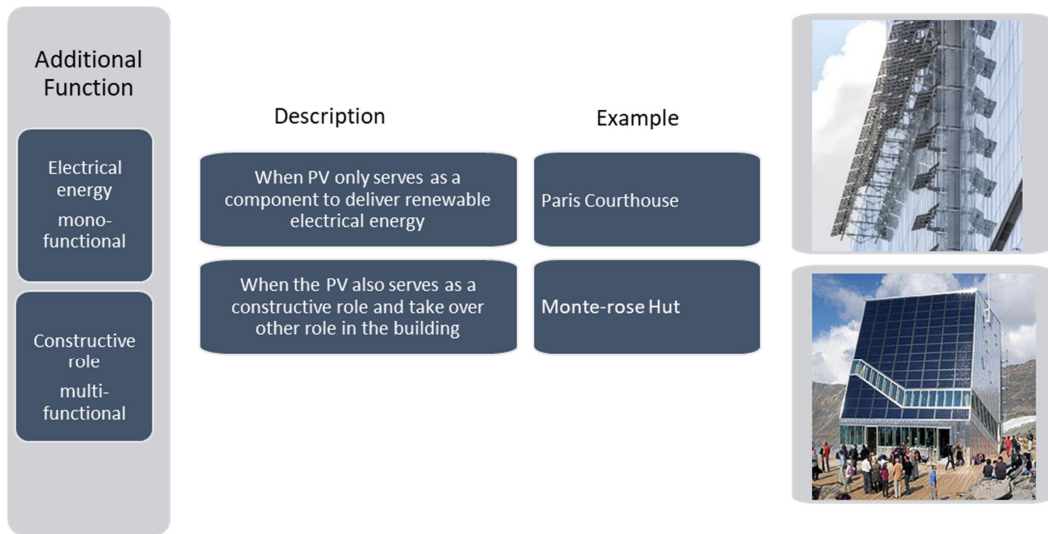 Additional
Function
Description
Example
Electrical
energy
mono-
functional
When PV only serves as a
component to deliver renewable
electrical energy
Paris Courthouse
Constructive
role
multi-
functional
When the PV also serves as a
constructive role and take over
other role in the building
Monte-rose Hut